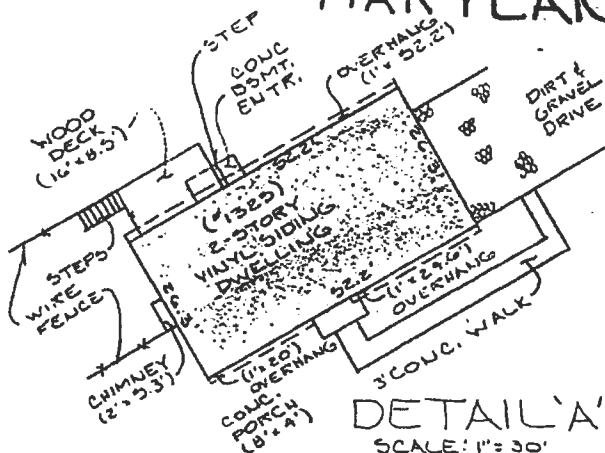 MARYLAN
STEP
CONC
BSMT.
ENTR.
OVERHANG
(1' x 52.2')
DIRT &
GRAVEL
DRIVE
WOOD
DECK
(16' x 8.5')
52.2
(#1325)
2-STORY
VINYL SIDING
DWELLING
STEPS
WIRE
FENCE
52.2
(1' x 24.6')
OVERHANG
CHIMNEY
(2' x 5.3')
(1' x 20')
OVERHANG
CONC.
PORCH
(8' x 4')
3' CONC. WALK
DETAIL 'A'
SCALE: 1" = 30'